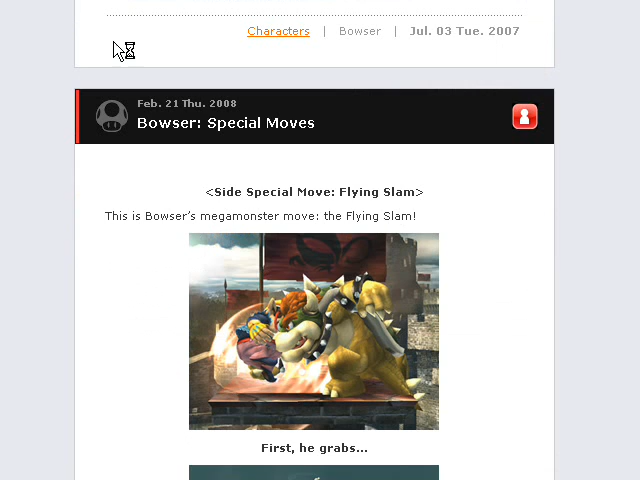 Characters | Bowser | Jul. 03 Tue. 2007
Feb. 21 Thu. 2008
Bowser: Special Moves
<Side Special Move: Flying Slam>
This is Bowser’s megamonster move: the Flying Slam!
First, he grabs…